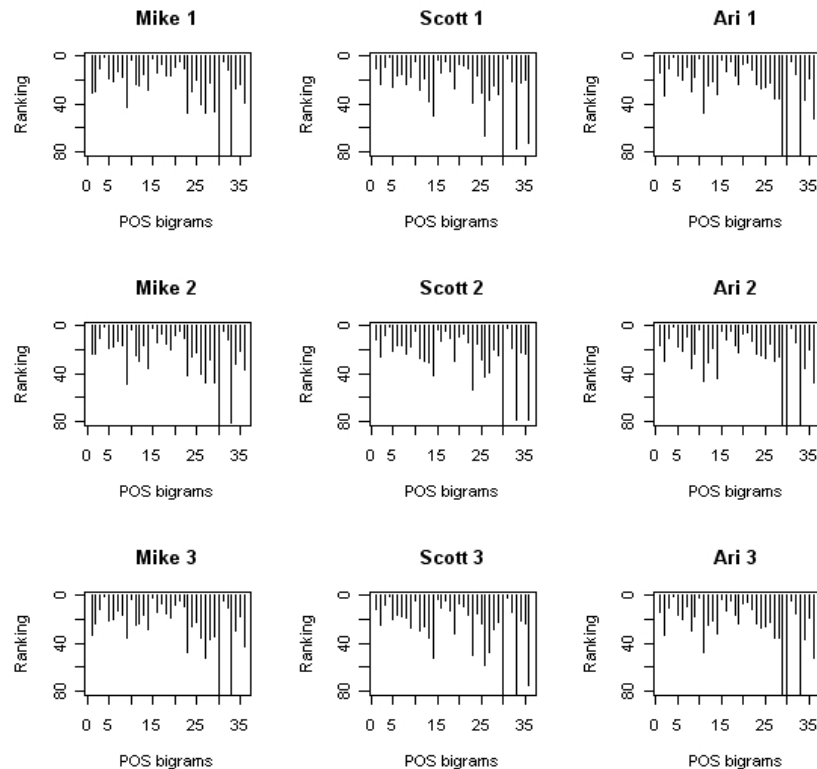 Mike 1 Scott 1 Ari 1
Ranking 0 40 80 Ranking 0 40 80 Ranking 0 40 80
0 5 15 25 35 0 5 15 25 35 0 5 15 25 35
POS bigrams POS bigrams POS bigrams
Mike 2 Scott 2 Ari 2
Ranking 0 40 80 Ranking 0 40 80 Ranking 0 40 80
0 5 15 25 35 0 5 15 25 35 0 5 15 25 35
POS bigrams POS bigrams POS bigrams
Mike 3 Scott 3 Ari 3
Ranking 0 40 80 Ranking 0 40 80 Ranking 0 40 80
0 5 15 25 35 0 5 15 25 35 0 5 15 25 35
POS bigrams POS bigrams POS bigrams